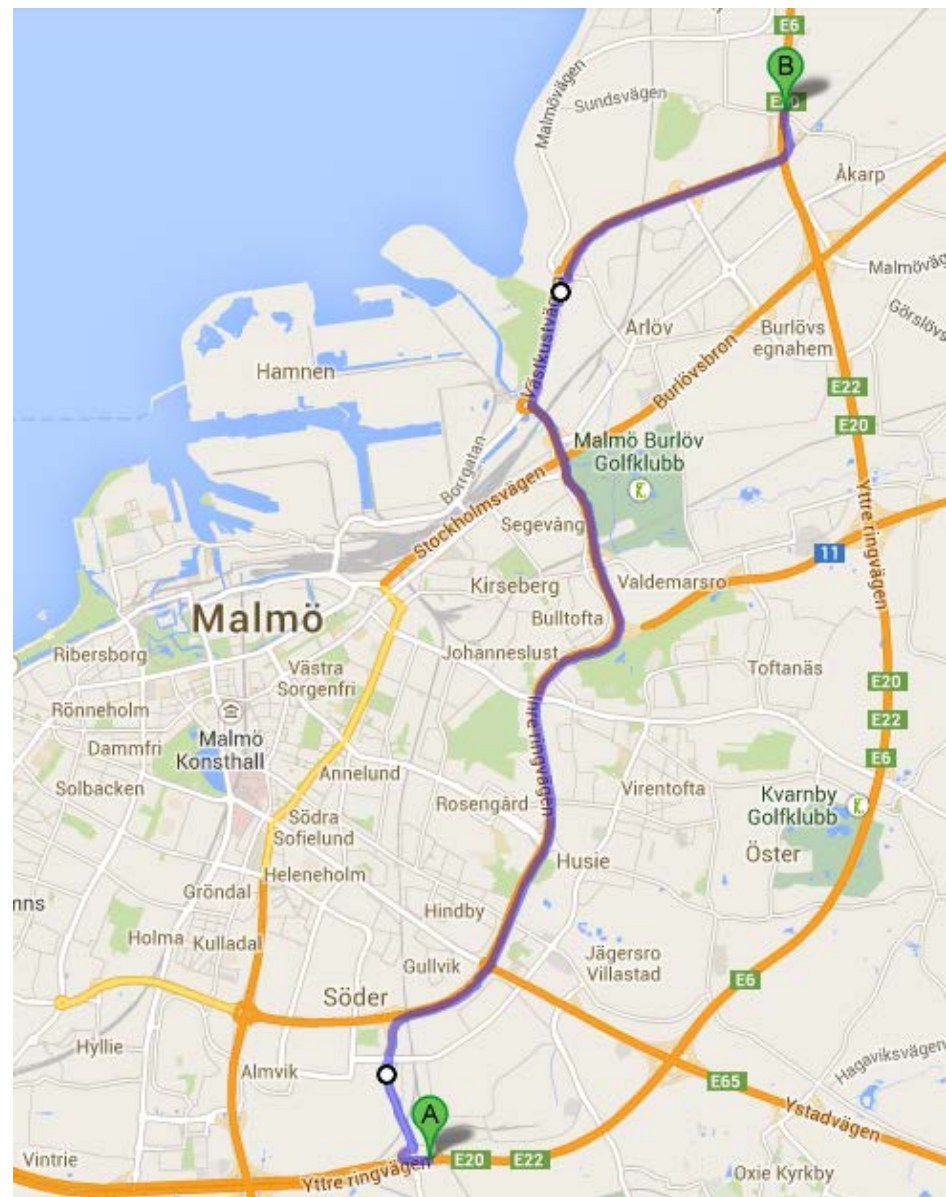 E6
B
Sundsvägen
E20
Malmövägen
Åkarp
Malmöväg
Västkustvägen
Arlöv
Burlövs
egnahem
Görslövs
Hamnen
Burlövsbron
E22
E20
Malmö Burlöv
Golfklubb
Borrgatan
Stockholmsvägen
Segevång
Yttre ringvägen
11
Kirseberg
Valdemarsro
Malmö
Bulltofta
Ribersborg
Johanneslust
Västra
Sorgenfri
Toftanäs
E20
Rönneholm
E22
Dammfri
Malmö
Konsthall
Inre ringvägen
E6
Annelund
Solbacken
Virentofta
Kvarnby
Golfklubb
Rosengård
Södra
Sofielund
Husie
Öster
Heleneholm
Gröndal
mns
Hindby
Holma
Kulladal
Gullvik
Jägersro
Villastad
E6
Söder
Hyllie
Almvik
Hagaviksvägen
E65
A
Ystadvägen
Vintrie
E20
E22
Yttre ringvägen
Oxie Kyrkby